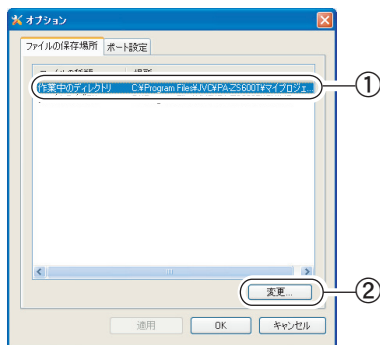 オプション
ファイルの保存場所 ポート設定
作業中のディレクトリ C:¥Program Files¥JVC¥PA-ZS600T¥マイプロジェ...
①
変更...
②
適用 OK キャンセル